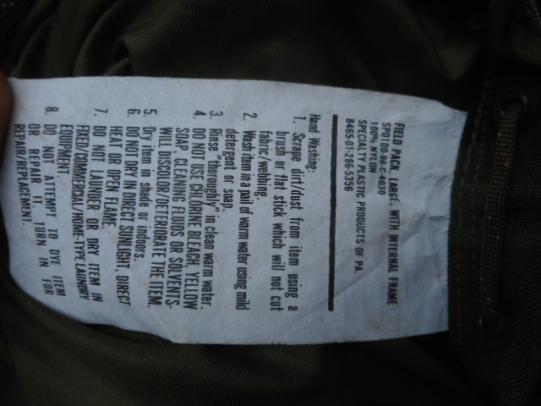 FIELD PACK, LARGE, WITH INTERNAL FRAME
SPO100-96-C-4030
100% NYLON
SPECIALTY PLASTIC PRODUCTS OF PA.
8465-01-286-5356
Hand Washing:
1. Scrape dirt/dust from item using a
brush or flat stick which will not cut
fabric/webbing.
2. Wash item in a pail of warm water using mild
detergent or soap.
3. Rinse "thoroughly" in clean warm water.
4. DO NOT USE CHLORINE BLEACH, YELLOW
SOAP, CLEANING FLUIDS OR SOLVENTS-
WILL DISCOLOR/DETERIORATE THE ITEM.
5. Dry item in shade or indoors.
6. DO NOT DRY IN DIRECT SUNLIGHT, DIRECT
HEAT OR OPEN FLAME.
7. DO NOT LAUNDER OR DRY ITEM IN
FIXED/COMMERCIAL/HOME-TYPE LAUNDRY
EQUIPMENT.
8. DO NOT ATTEMPT TO DYE ITEM
OR REPAIR IT. TURN IN FOR
REPAIR/REPLACEMENT.